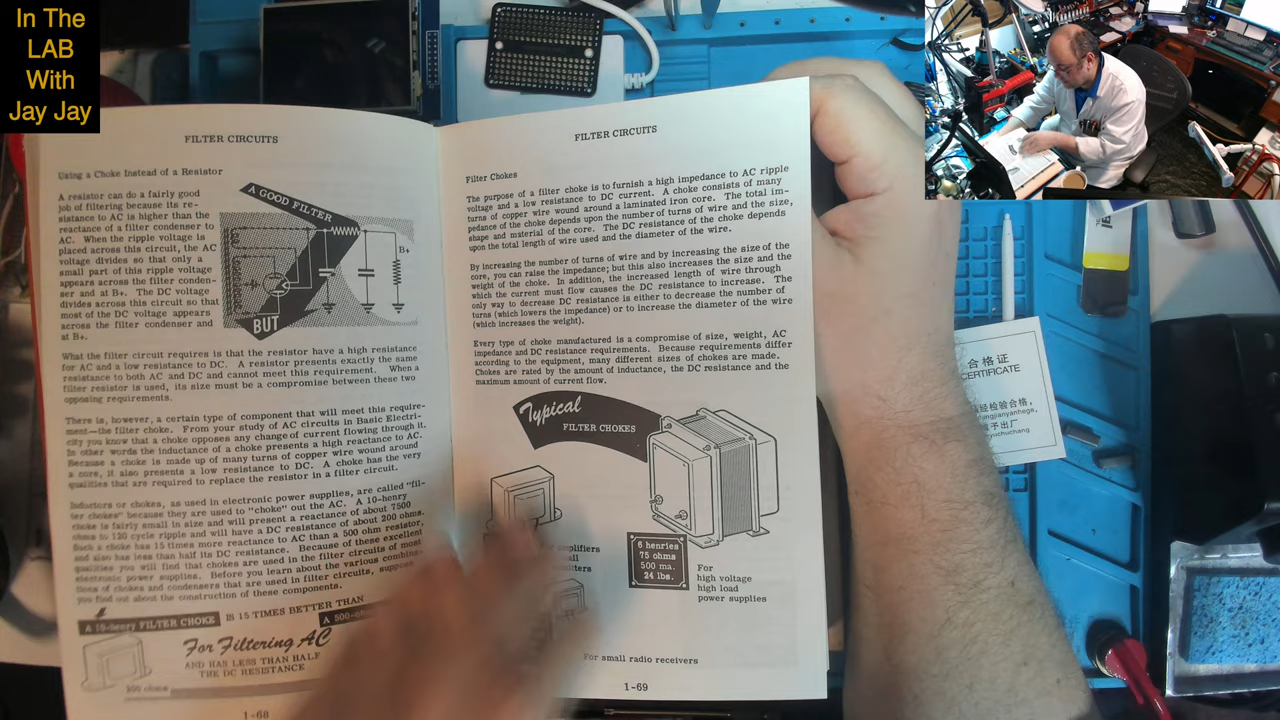 In The
LAB
With
Jay Jay
FILTER CIRCUITS
Using a Choke Instead of a Resistor
A resistor can do a fairly good
job of filtering because its re-
sistance to AC is higher than the
reactance of a filter condenser to
AC. When the ripple voltage is
placed across this circuit, the AC
voltage divides so that only a
small part of this ripple voltage
appears across the filter conden-
ser and at B+. The DC voltage
divides across this circuit so that
most of the DC voltage appears
across the filter condenser and
at B+.
A GOOD FILTER
B+
BUT
What the filter circuit requires is that the resistor have a high resistance
for AC and a low resistance to DC. A resistor presents exactly the same
resistance to both AC and DC and cannot meet this requirement. When a
filter resistor is used, its size must be a compromise between these two
opposing requirements.
There is, however, a certain type of component that will meet this require-
ment—the filter choke. From your study of AC circuits in Basic Electri-
city you know that a choke opposes any change of current flowing through it.
In other words the inductance of a choke presents a high reactance to AC.
Because a choke is made up of many turns of copper wire wound around
a core, it also presents a low resistance to DC. A choke has the very
qualities that are required to replace the resistor in a filter circuit.
Inductors or chokes, as used in electronic power supplies, are called "fil-
ter chokes" because they are used to "choke" out the AC. A 10-henry
choke is fairly small in size and will present a reactance of about 7500
ohms to 120 cycle ripple and will have a DC resistance of about 200 ohms.
Such a choke has 15 times more reactance to AC than a 500 ohm resistor,
and also has less than half its DC resistance. Because of these excellent
qualities you will find that chokes are used in the filter circuits of most
electronic power supplies. Before you learn about the various combina-
tions of chokes and condensers that are used in filter circuits, suppose
you find out about the construction of these components.
A 10-henry FILTER CHOKE IS 15 TIMES BETTER THAN
A 500-
For Filtering AC
AND HAS LESS THAN HALF
THE DC RESISTANCE
1-68
FILTER CIRCUITS
Filter Chokes
The purpose of a filter choke is to furnish a high impedance to AC ripple
voltage and a low resistance to DC current. A choke consists of many
turns of copper wire wound around a laminated iron core. The total im-
pedance of the choke depends upon the number of turns of wire and the size,
shape and material of the core. The DC resistance of the choke depends
upon the total length of wire used and the diameter of the wire.
By increasing the number of turns of wire and by increasing the size of the
core, you can raise the impedance; but this also increases the size and the
weight of the choke. In addition, the increased length of wire through
which the current must flow causes the DC resistance to increase. The
only way to decrease DC resistance is either to decrease the number of
turns (which lowers the impedance) or to increase the diameter of the wire
(which increases the weight).
Every type of choke manufactured is a compromise of size, weight, AC
impedance and DC resistance requirements. Because requirements differ
according to the equipment, many different sizes of chokes are made.
Chokes are rated by the amount of inductance, the DC resistance and the
maximum amount of current flow.
Typical
FILTER CHOKES
amplifiers
6 henries
75 ohms
500 ma.
24 lbs.
For
high voltage
high load
power supplies
For small radio receivers
1-69
合格证
CERTIFICATE
经检验合格，
予出厂